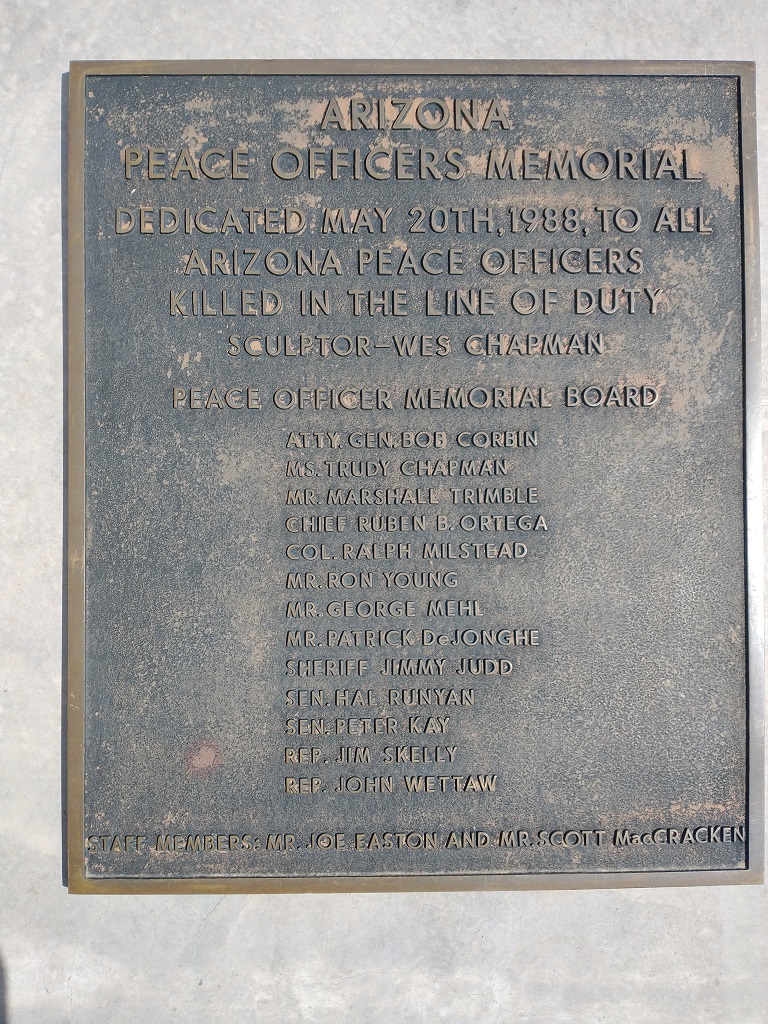 ARIZONA
PEACE OFFICERS MEMORIAL
DEDICATED MAY 20TH, 1988, TO ALL
ARIZONA PEACE OFFICERS
KILLED IN THE LINE OF DUTY
SCULPTOR-WES CHAPMAN
PEACE OFFICER MEMORIAL BOARD
ATTY. GEN. BOB CORBIN
MS. TRUDY CHAPMAN
MR. MARSHALL TRIMBLE
CHIEF RUBEN B. ORTEGA
COL. RALPH MILSTEAD
MR. RON YOUNG
MR. GEORGE MEHL
MR. PATRICK DeJONGHE
SHERIFF JIMMY JUDD
SEN. HAL RUNYAN
SEN. PETER KAY
REP. JIM SKELLY
REP. JOHN WETTAW
STAFF MEMBERS: MR. JOE EASTON AND MR. SCOTT MacCRACKEN